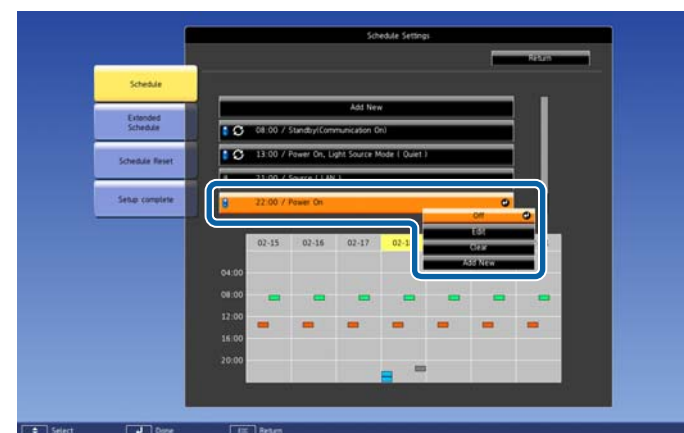 Schedule Settings
Return
Schedule
Extended
Schedule
Schedule Reset
Setup complete
Add New
08:00 / Standby(Communication On)
13:00 / Power On, Light Source Mode ( Quiet )
21:00 / Source ( LAN )
22:00 / Power On
Off
Edit
Clear
Add New
02-15 02-16 02-17 02-1
04:00
08:00
12:00
16:00
20:00
Select Done Esc Return